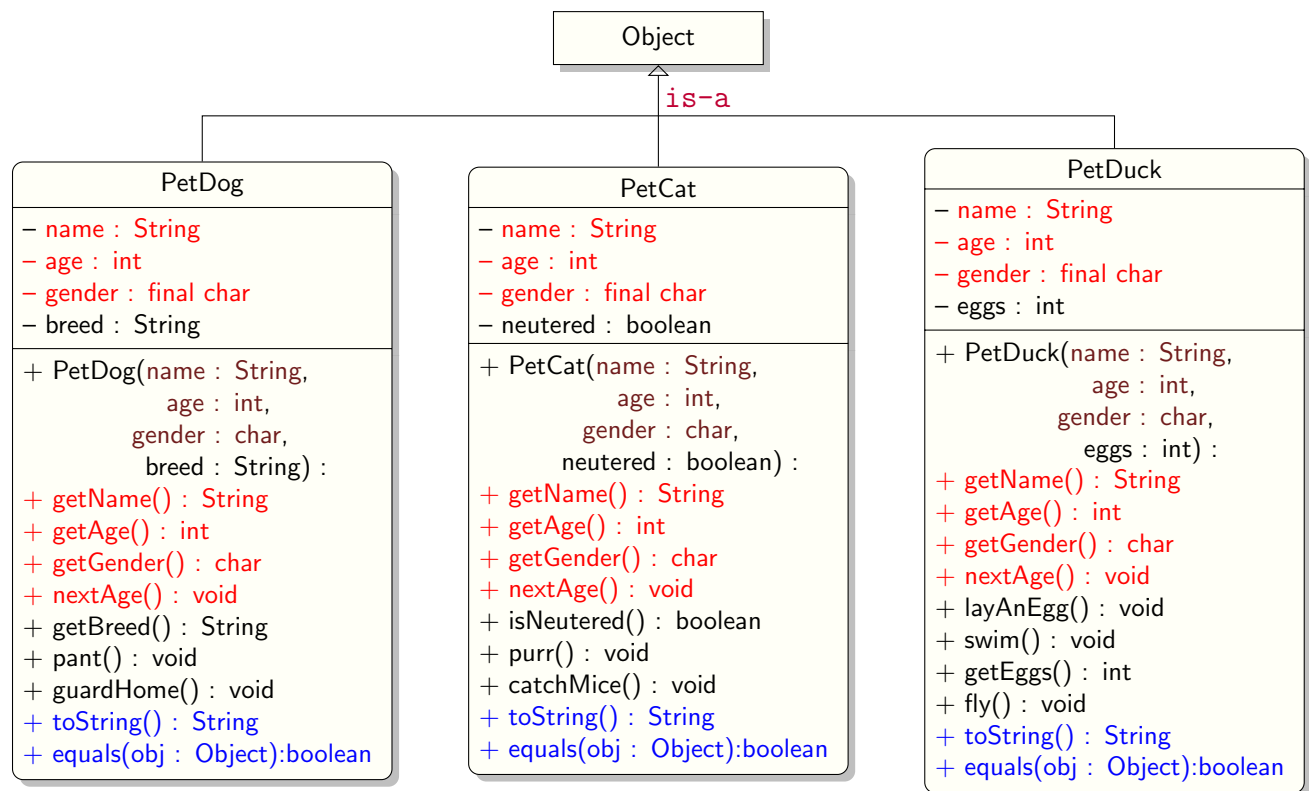 Object
is-a
PetDog
– name : String
– age : int
– gender : final char
– breed : String
+ PetDog(name : String,
age : int,
gender : char,
breed : String) :
+ getName() : String
+ getAge() : int
+ getGender() : char
+ nextAge() : void
+ getBreed() : String
+ pant() : void
+ guardHome() : void
+ toString() : String
+ equals(obj : Object):boolean
PetCat
– name : String
– age : int
– gender : final char
– neutered : boolean
+ PetCat(name : String,
age : int,
gender : char,
neutered : boolean) :
+ getName() : String
+ getAge() : int
+ getGender() : char
+ nextAge() : void
+ isNeutered() : boolean
+ purr() : void
+ catchMice() : void
+ toString() : String
+ equals(obj : Object):boolean
PetDuck
– name : String
– age : int
– gender : final char
– eggs : int
+ PetDuck(name : String,
age : int,
gender : char,
eggs : int) :
+ getName() : String
+ getAge() : int
+ getGender() : char
+ nextAge() : void
+ layAnEgg() : void
+ swim() : void
+ getEggs() : int
+ fly() : void
+ toString() : String
+ equals(obj : Object):boolean